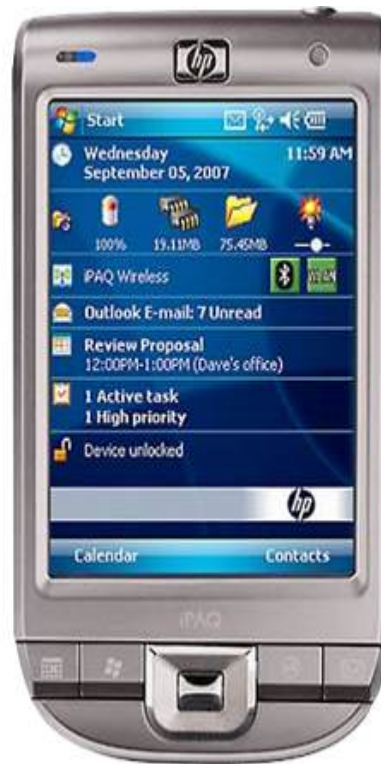 hp
Start
Wednesday 11:59 AM
September 05, 2007
100% 19.11MB 75.45MB
iPAQ Wireless WLAN
Outlook E-mail: 7 Unread
Review Proposal
12:00PM-1:00PM (Dave's office)
1 Active task
1 High priority
Device unlocked
hp
Calendar Contacts
iPAQ